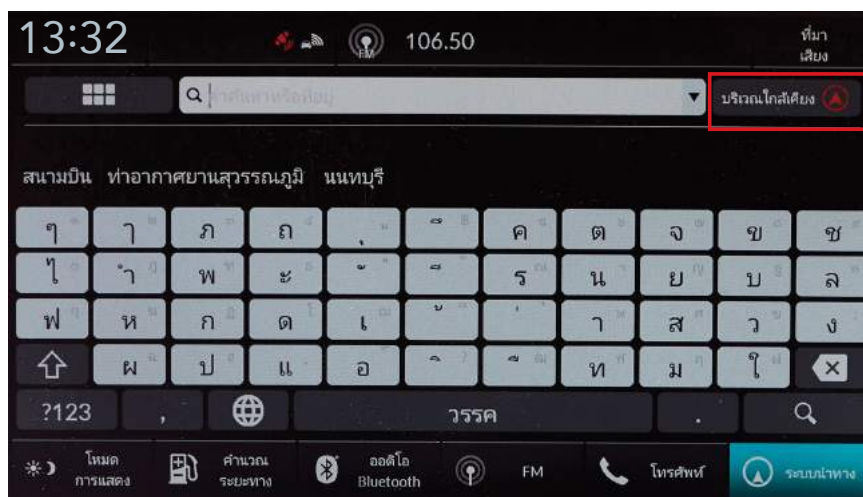 13:32
FM
106.50
ที่มา
เสียง
บริเวณใกล้เคียง
สนามบิน ท่าอากาศยานสุวรรณภูมิ นนทบุรี
ๆ า ภ ถ ุ ึ ค ต จ ข ช
ไ ำ พ ะ ั ี ร น ย บ ล
ฟ ห ก ด เ ้ ่ า ส ว ง
ผ ป แ อ ิ ื ท ม ใ
?123 , วรรค .
โหมด
การแสดง
คำนวณ
ระยะทาง
ออดิโอ
Bluetooth
FM
โทรศัพท์
ระบบนำทาง